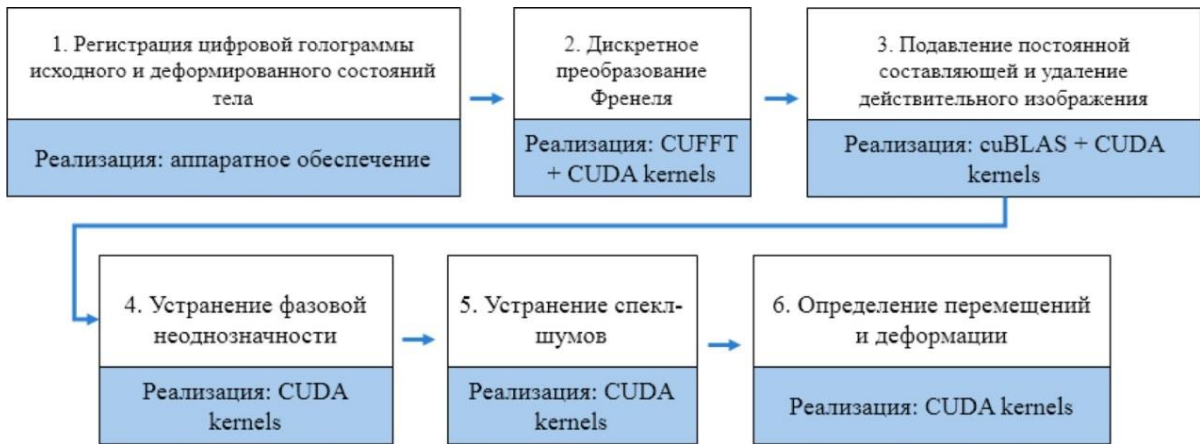 1. Регистрация цифровой голограммы
исходного и деформированного состояний
тела
Реализация: аппаратное обеспечение
2. Дискретное
преобразование
Френеля
Реализация: CUFFT
+ CUDA kernels
3. Подавление постоянной
составляющей и удаление
действительного изображения
Реализация: cuBLAS + CUDA
kernels
4. Устранение фазовой
неоднозначности
Реализация: CUDA
kernels
5. Устранение спекл-
шумов
Реализация: CUDA
kernels
6. Определение перемещений
и деформации
Реализация: CUDA kernels